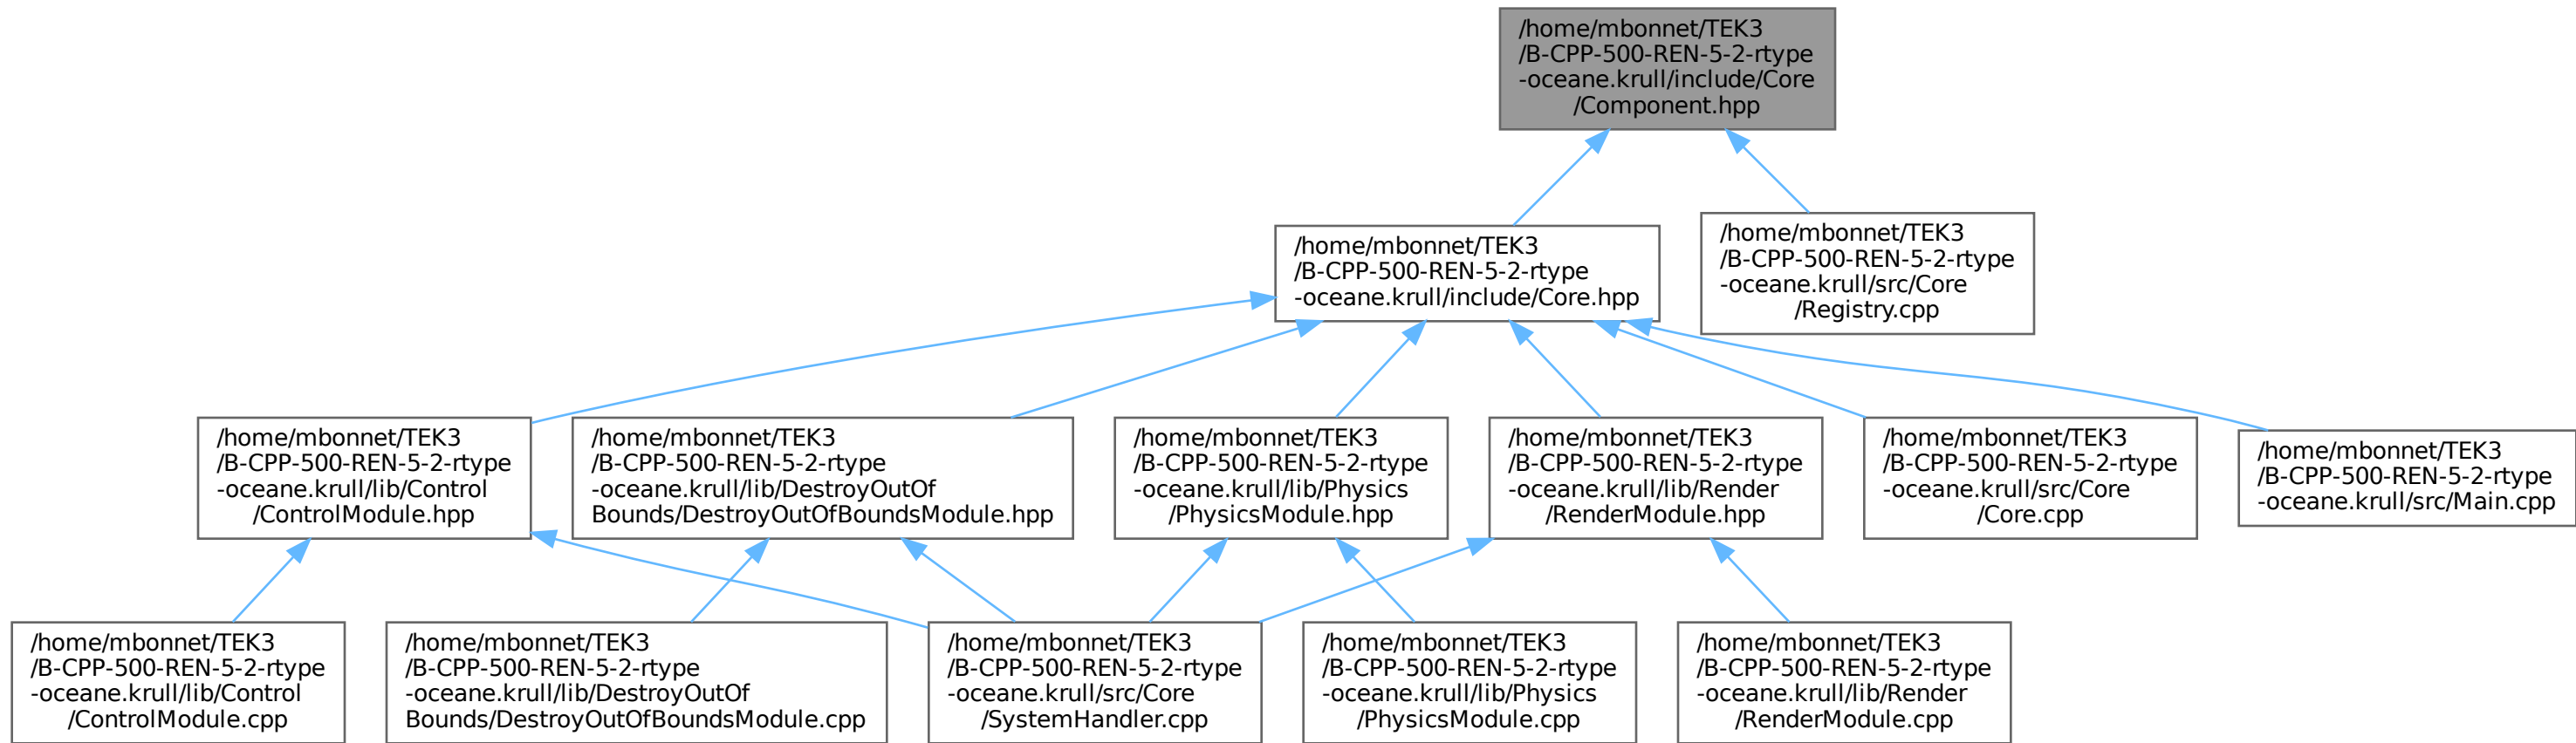 /home/mbonnet/TEK3
/B-CPP-500-REN-5-2-rtype
-oceane.krull/include/Core
/Component.hpp
/home/mbonnet/TEK3
/B-CPP-500-REN-5-2-rtype
-oceane.krull/include/Core.hpp
/home/mbonnet/TEK3
/B-CPP-500-REN-5-2-rtype
-oceane.krull/src/Core
/Registry.cpp
/home/mbonnet/TEK3
/B-CPP-500-REN-5-2-rtype
-oceane.krull/lib/Control
/ControlModule.hpp
/home/mbonnet/TEK3
/B-CPP-500-REN-5-2-rtype
-oceane.krull/lib/DestroyOutOf
Bounds/DestroyOutOfBoundsModule.hpp
/home/mbonnet/TEK3
/B-CPP-500-REN-5-2-rtype
-oceane.krull/lib/Physics
/PhysicsModule.hpp
/home/mbonnet/TEK3
/B-CPP-500-REN-5-2-rtype
-oceane.krull/lib/Render
/RenderModule.hpp
/home/mbonnet/TEK3
/B-CPP-500-REN-5-2-rtype
-oceane.krull/src/Core
/Core.cpp
/home/mbonnet/TEK3
/B-CPP-500-REN-5-2-rtype
-oceane.krull/src/Main.cpp
/home/mbonnet/TEK3
/B-CPP-500-REN-5-2-rtype
-oceane.krull/lib/Control
/ControlModule.cpp
/home/mbonnet/TEK3
/B-CPP-500-REN-5-2-rtype
-oceane.krull/lib/DestroyOutOf
Bounds/DestroyOutOfBoundsModule.cpp
/home/mbonnet/TEK3
/B-CPP-500-REN-5-2-rtype
-oceane.krull/src/Core
/SystemHandler.cpp
/home/mbonnet/TEK3
/B-CPP-500-REN-5-2-rtype
-oceane.krull/lib/Physics
/PhysicsModule.cpp
/home/mbonnet/TEK3
/B-CPP-500-REN-5-2-rtype
-oceane.krull/lib/Render
/RenderModule.cpp